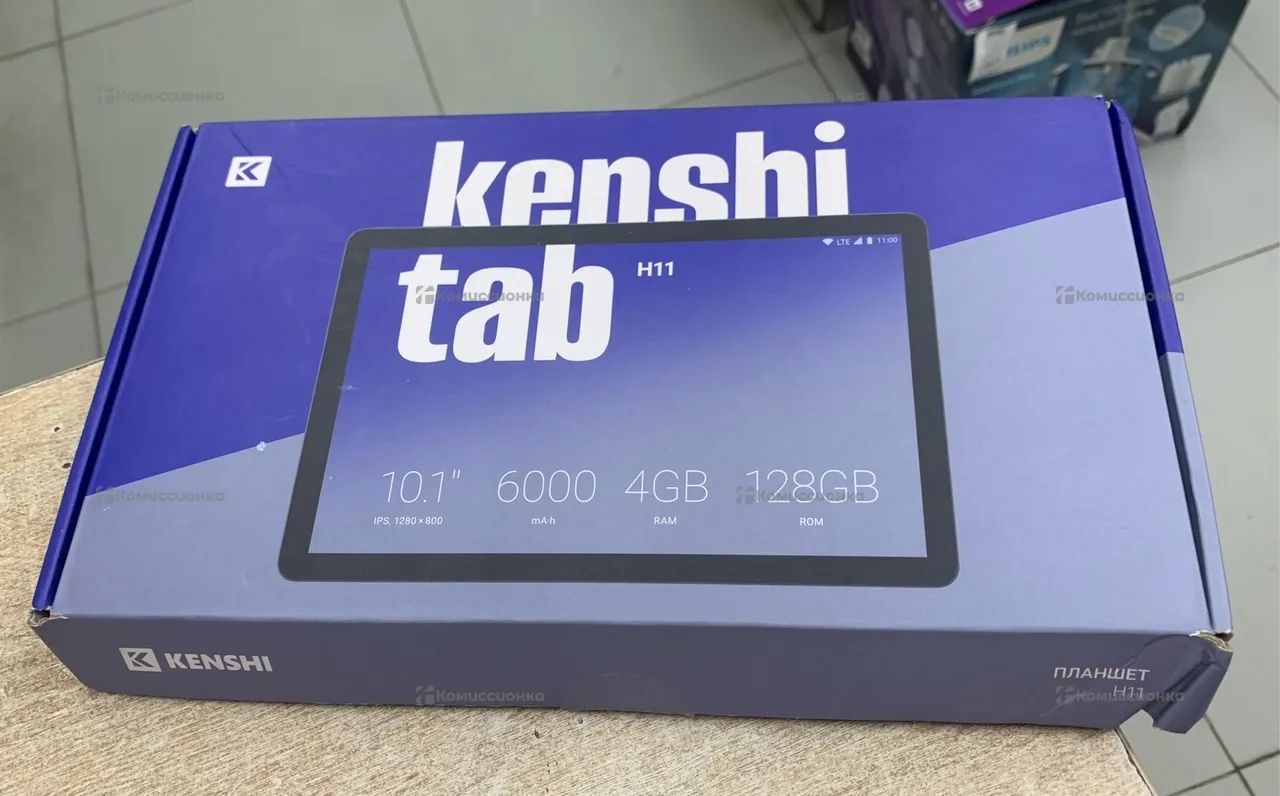 Комиссионка
kenshi
LTE 11:00
tab H11
Комиссионка
Комиссионка
10.1" 6000 4GB 128GB
IPS, 1280×800 mA·h RAM ROM
Комиссионка
Комиссионка
KENSHI
ПЛАНШЕТ
H11
Комиссионка
Комиссионка